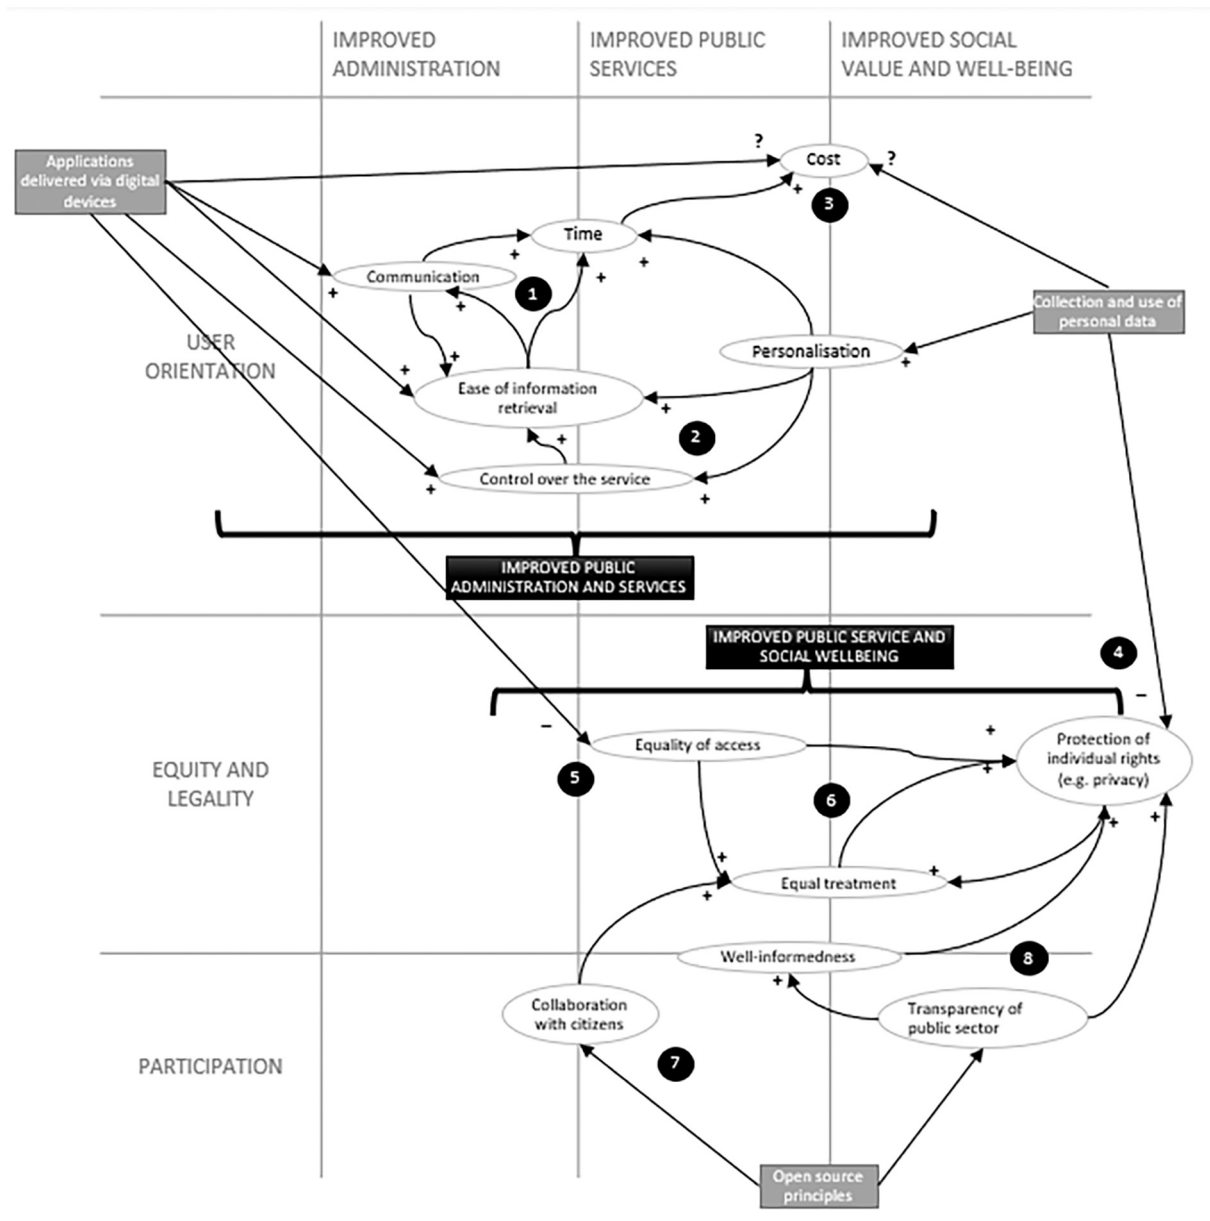 IMPROVED
ADMINISTRATION
IMPROVED PUBLIC
SERVICES
IMPROVED SOCIAL
VALUE AND WELL-BEING
Applications
delivered via digital
devices
?
Cost
?
+
3
Time
+
+
+
Communication
+
1
+
Collection and use of
personal data
USER
ORIENTATION
Personalisation
+
+
+
Ease of information
retrieval
+
2
+
Control over the service
+
+
IMPROVED PUBLIC
ADMINISTRATION AND SERVICES
IMPROVED PUBLIC SERVICE AND
SOCIAL WELLBEING
4
–
–
Equality of access
+
Protection of
individual rights
(e.g. privacy)
+
EQUITY AND
LEGALITY
5
6
+
+
+
+
Equal treatment
+
Well-informedness
8
+
Collaboration
with citizens
Transparency of
public sector
PARTICIPATION
7
Open source
principles